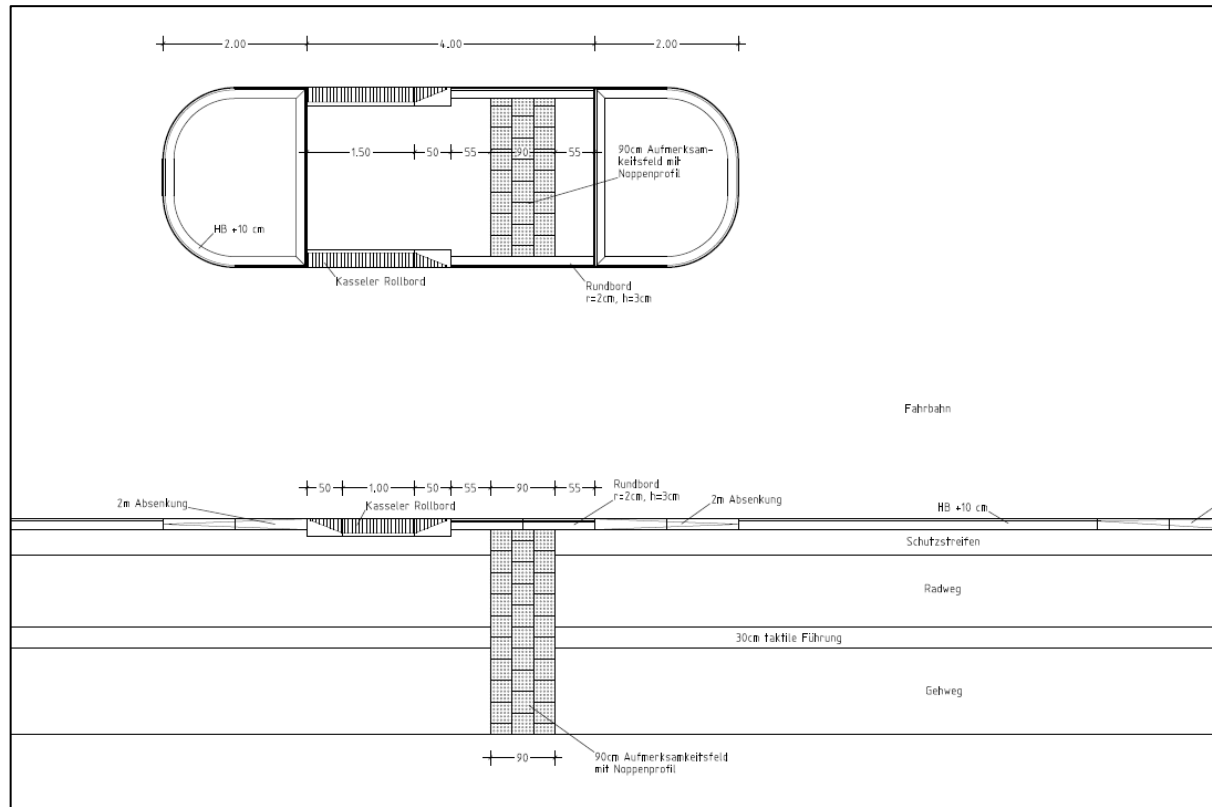 2.00 4.00 2.00
1.50 50 55 90 55
90cm Aufmerksam-
keitsfeld mit
Noppenprofil
HB +10 cm
Kasseler Rollbord
Rundbord
r=2cm, h=3cm
Fahrbahn
50 1.00 50 55 90 55
Rundbord
r=2cm, h=3cm
2m Absenkung
Kasseler Rollbord
2m Absenkung
HB +10 cm
Schutzstreifen
Radweg
30cm taktile Führung
Gehweg
90
90cm Aufmerksamkeitsfeld
mit Noppenprofil